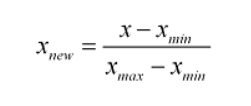 x_new = (x − x_min) / (x_max − x_min)